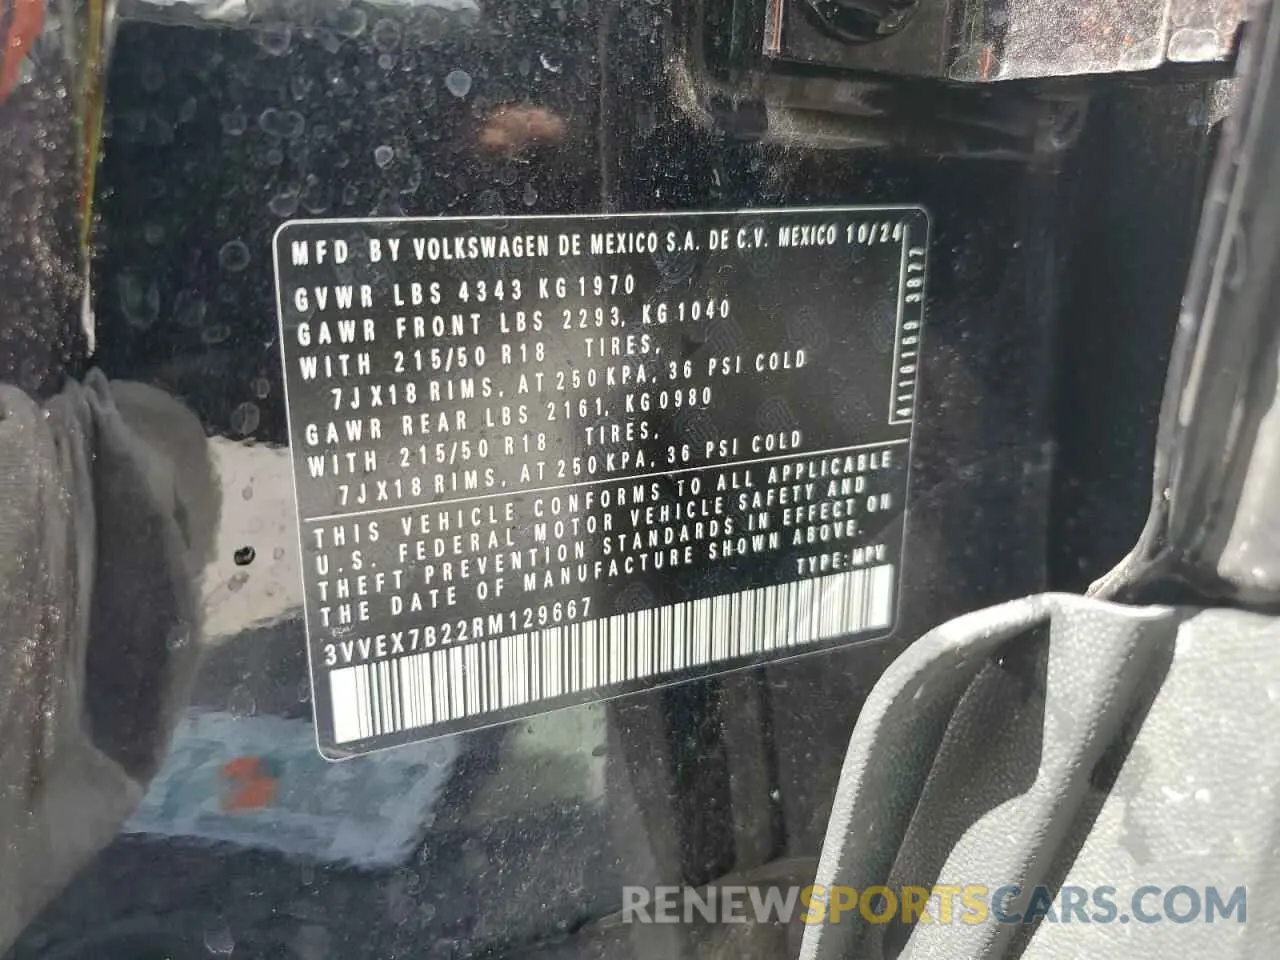 MFD BY VOLKSWAGEN DE MEXICO S.A. DE C.V. MEXICO 10/24
GVWR LBS 4343 KG 1970
GAWR FRONT LBS 2293, KG 1040
WITH 215/50 R18 TIRES,
7JX18 RIMS, AT 250 KPA, 36 PSI COLD
GAWR REAR LBS 2161, KG 0980
WITH 215/50 R18 TIRES,
7JX18 RIMS, AT 250 KPA, 36 PSI COLD
4116159 3877
THIS VEHICLE CONFORMS TO ALL APPLICABLE
U.S. FEDERAL MOTOR VEHICLE SAFETY AND
THEFT PREVENTION STANDARDS IN EFFECT ON
THE DATE OF MANUFACTURE SHOWN ABOVE.
TYPE: MPV
3VVEX7B22RM129667
RENEWSPORTSCARS.COM